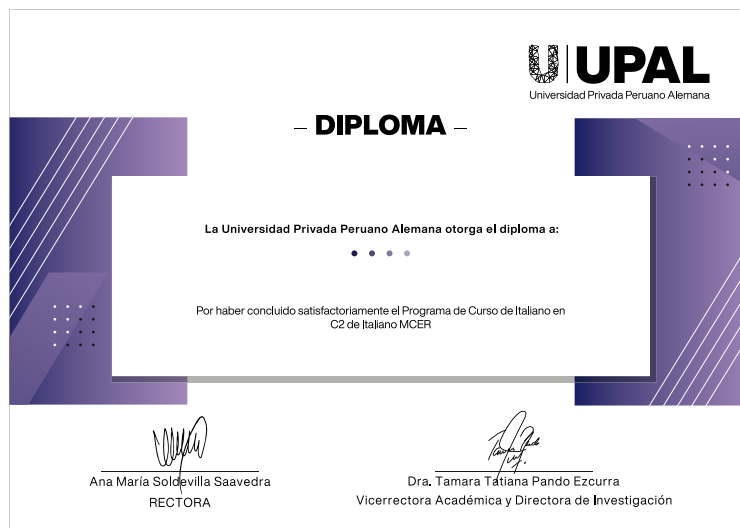 UPAL
Universidad Privada Peruano Alemana
– DIPLOMA –
La Universidad Privada Peruano Alemana otorga el diploma a:
Por haber concluido satisfactoriamente el Programa de Curso de Italiano en
C2 de Italiano MCER
Ana María Soldevilla Saavedra
RECTORA
Dra. Tamara Tatiana Pando Ezcurra
Vicerrectora Académica y Directora de Investigación